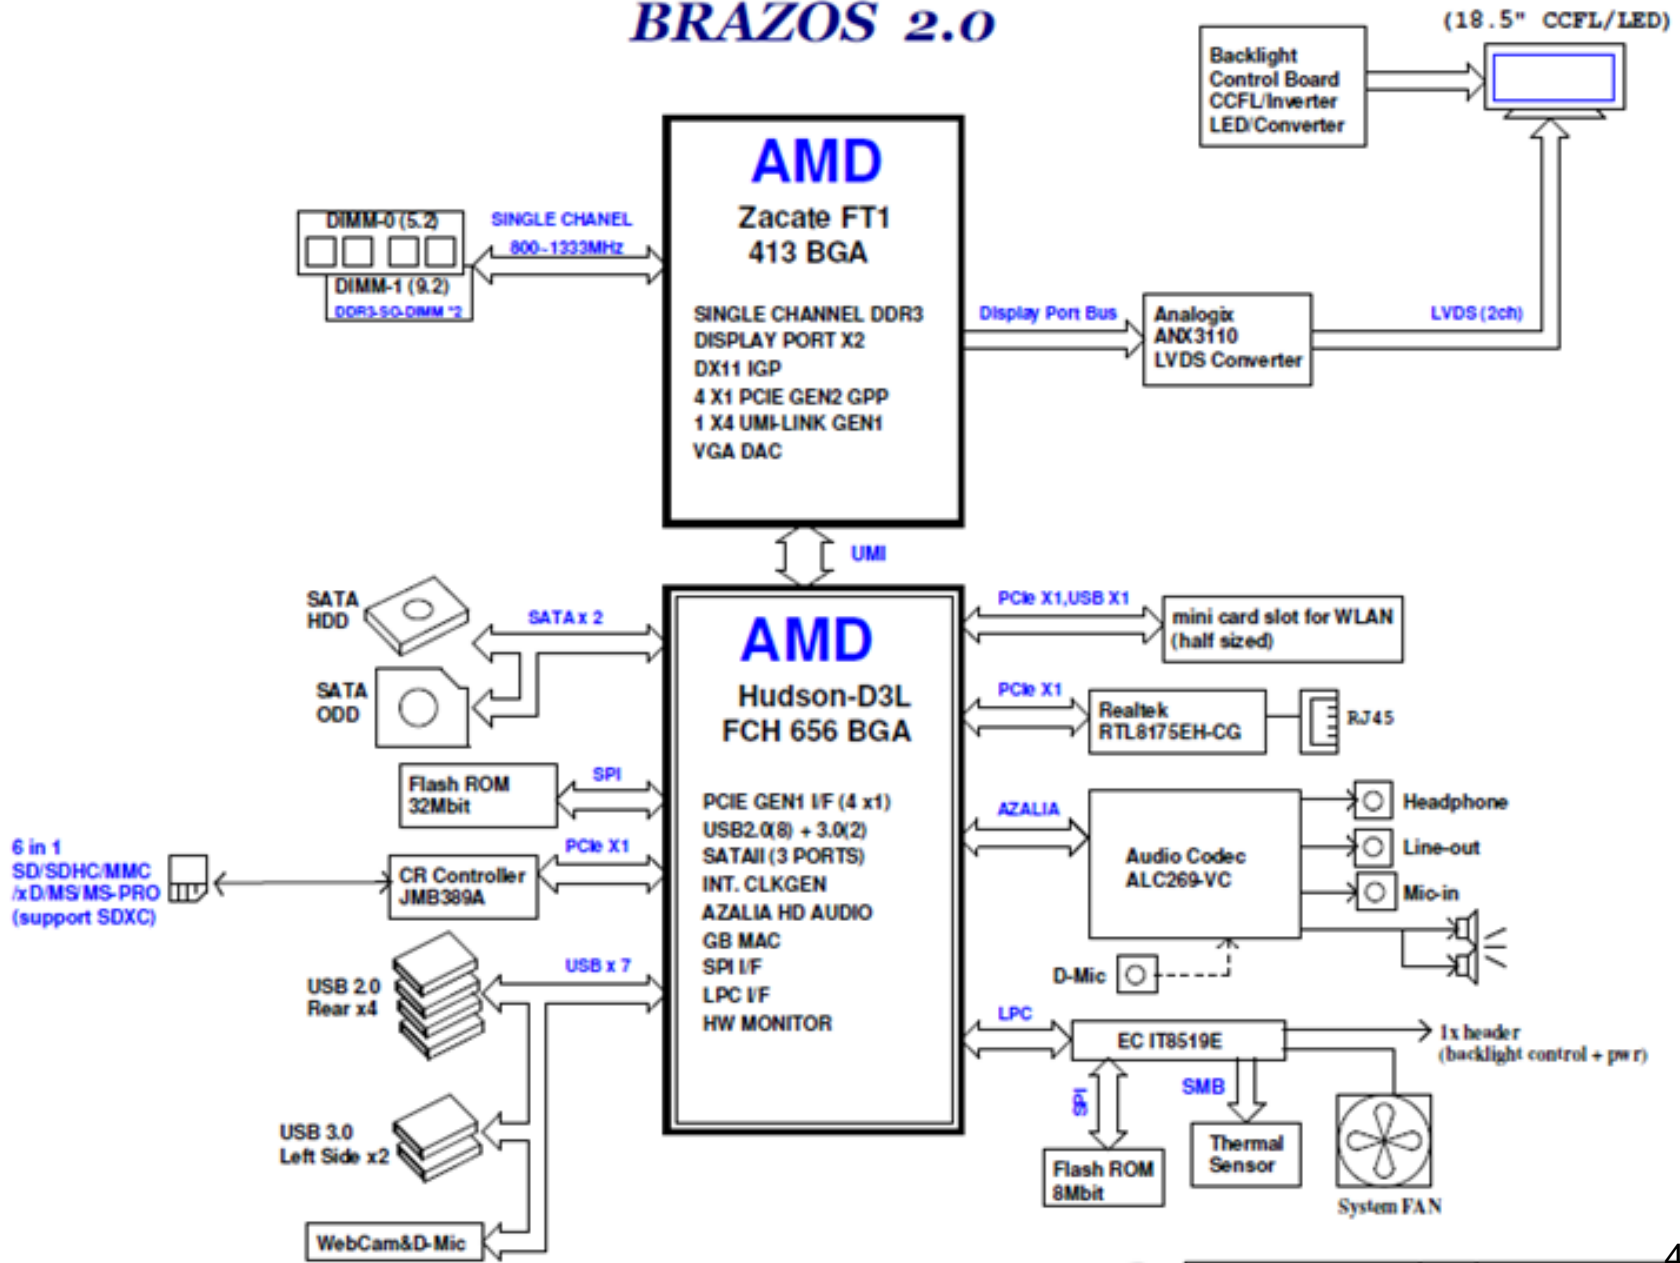 BRAZOS 2.0
(18.5" CCFL/LED)
Backlight
Control Board
CCFL/Inverter
LED/Converter
AMD
Zacate FT1
413 BGA
SINGLE CHANNEL DDR3
DISPLAY PORT X2
DX11 IGP
4 X1 PCIE GEN2 GPP
1 X4 UMI-LINK GEN1
VGA DAC
DIMM-0 (5.2)
DIMM-1 (9.2)
DDR3-SO-DIMM *2
SINGLE CHANEL
800~1333MHz
Display Port Bus
Analogix
ANX3110
LVDS Converter
LVDS (2ch)
UMI
AMD
Hudson-D3L
FCH 656 BGA
PCIE GEN1 I/F (4 x1)
USB2.0(8) + 3.0(2)
SATAII (3 PORTS)
INT. CLKGEN
AZALIA HD AUDIO
GB MAC
SPI I/F
LPC I/F
HW MONITOR
SATA
HDD
SATA x 2
SATA
ODD
Flash ROM
32Mbit
SPI
6 in 1
SD/SDHC/MMC
/xD/MS/MS-PRO
(support SDXC)
CR Controller
JMB389A
PCIe X1
USB 2.0
Rear x4
USB x 7
USB 3.0
Left Side x2
WebCam&D-Mic
PCIe X1,USB X1
mini card slot for WLAN
(half sized)
PCIe X1
Realtek
RTL8175EH-CG
RJ45
AZALIA
Audio Codec
ALC269-VC
Headphone
Line-out
Mic-in
D-Mic
LPC
EC IT8519E
1x header
(backlight control + pwr)
SPI
SMB
Flash ROM
8Mbit
Thermal
Sensor
System FAN
4